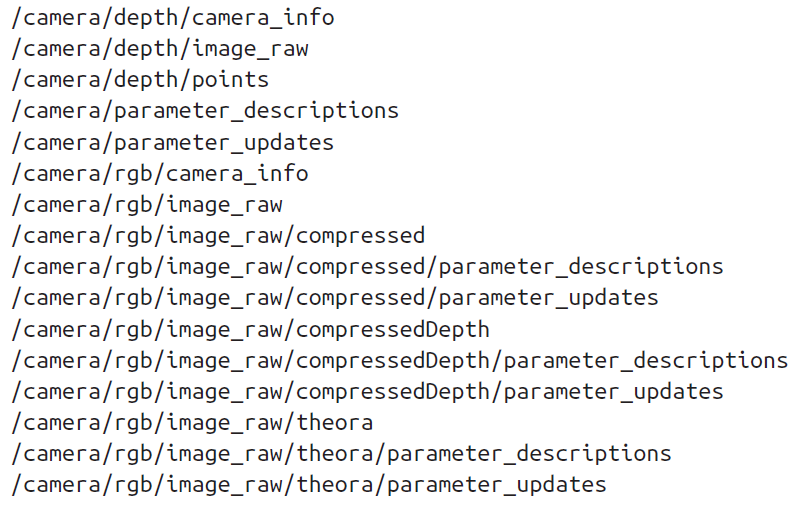 /camera/depth/camera_info
/camera/depth/image_raw
/camera/depth/points
/camera/parameter_descriptions
/camera/parameter_updates
/camera/rgb/camera_info
/camera/rgb/image_raw
/camera/rgb/image_raw/compressed
/camera/rgb/image_raw/compressed/parameter_descriptions
/camera/rgb/image_raw/compressed/parameter_updates
/camera/rgb/image_raw/compressedDepth
/camera/rgb/image_raw/compressedDepth/parameter_descriptions
/camera/rgb/image_raw/compressedDepth/parameter_updates
/camera/rgb/image_raw/theora
/camera/rgb/image_raw/theora/parameter_descriptions
/camera/rgb/image_raw/theora/parameter_updates